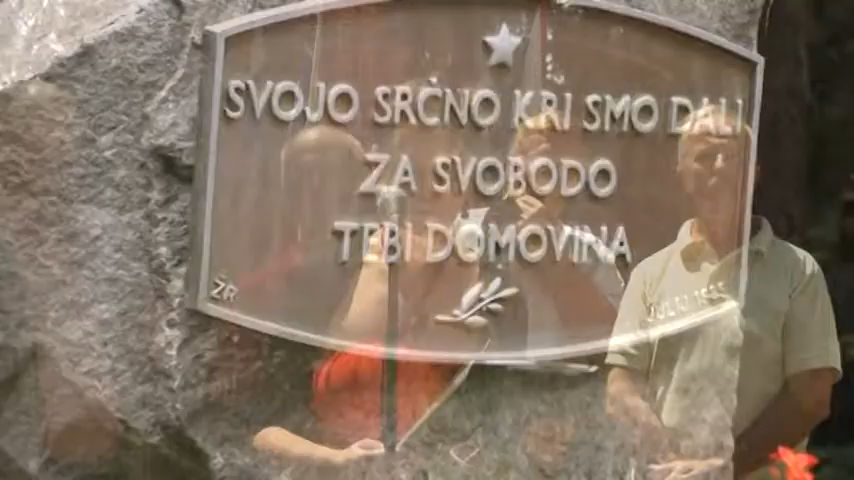 SVOJO SRČNO KRI SMO DALI
ZA SVOBODO
TEBI DOMOVINA
ŽR